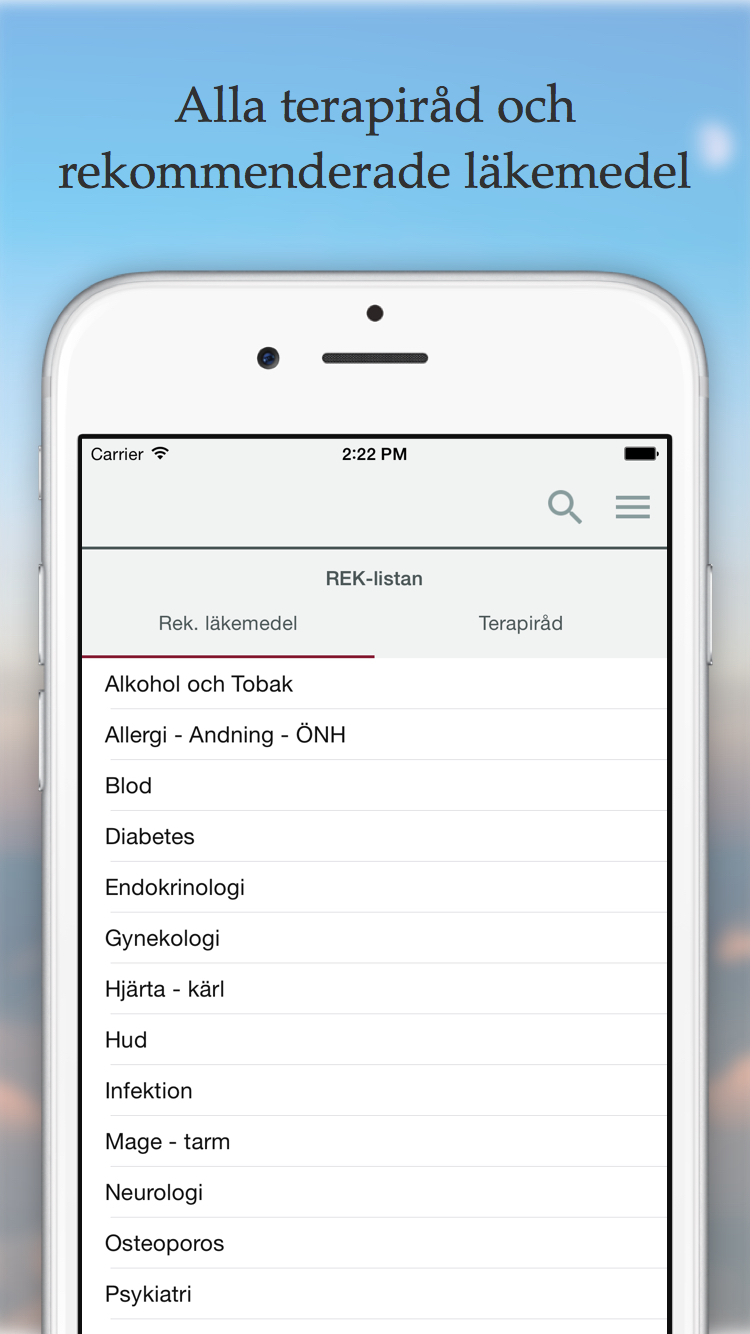 Alla terapiråd och
rekommenderade läkemedel
Carrier 2:22 PM
REK-listan
Rek. läkemedel Terapiråd
Alkohol och Tobak
Allergi - Andning - ÖNH
Blod
Diabetes
Endokrinologi
Gynekologi
Hjärta - kärl
Hud
Infektion
Mage - tarm
Neurologi
Osteoporos
Psykiatri